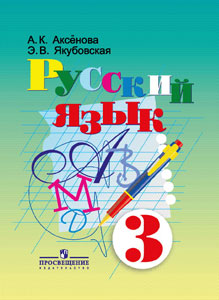 А. К. Аксёнова
Э. В. Якубовская
Русский
язык
А В
М д
3
ПРОСВЕЩЕНИЕ
ИЗДАТЕЛЬСТВО